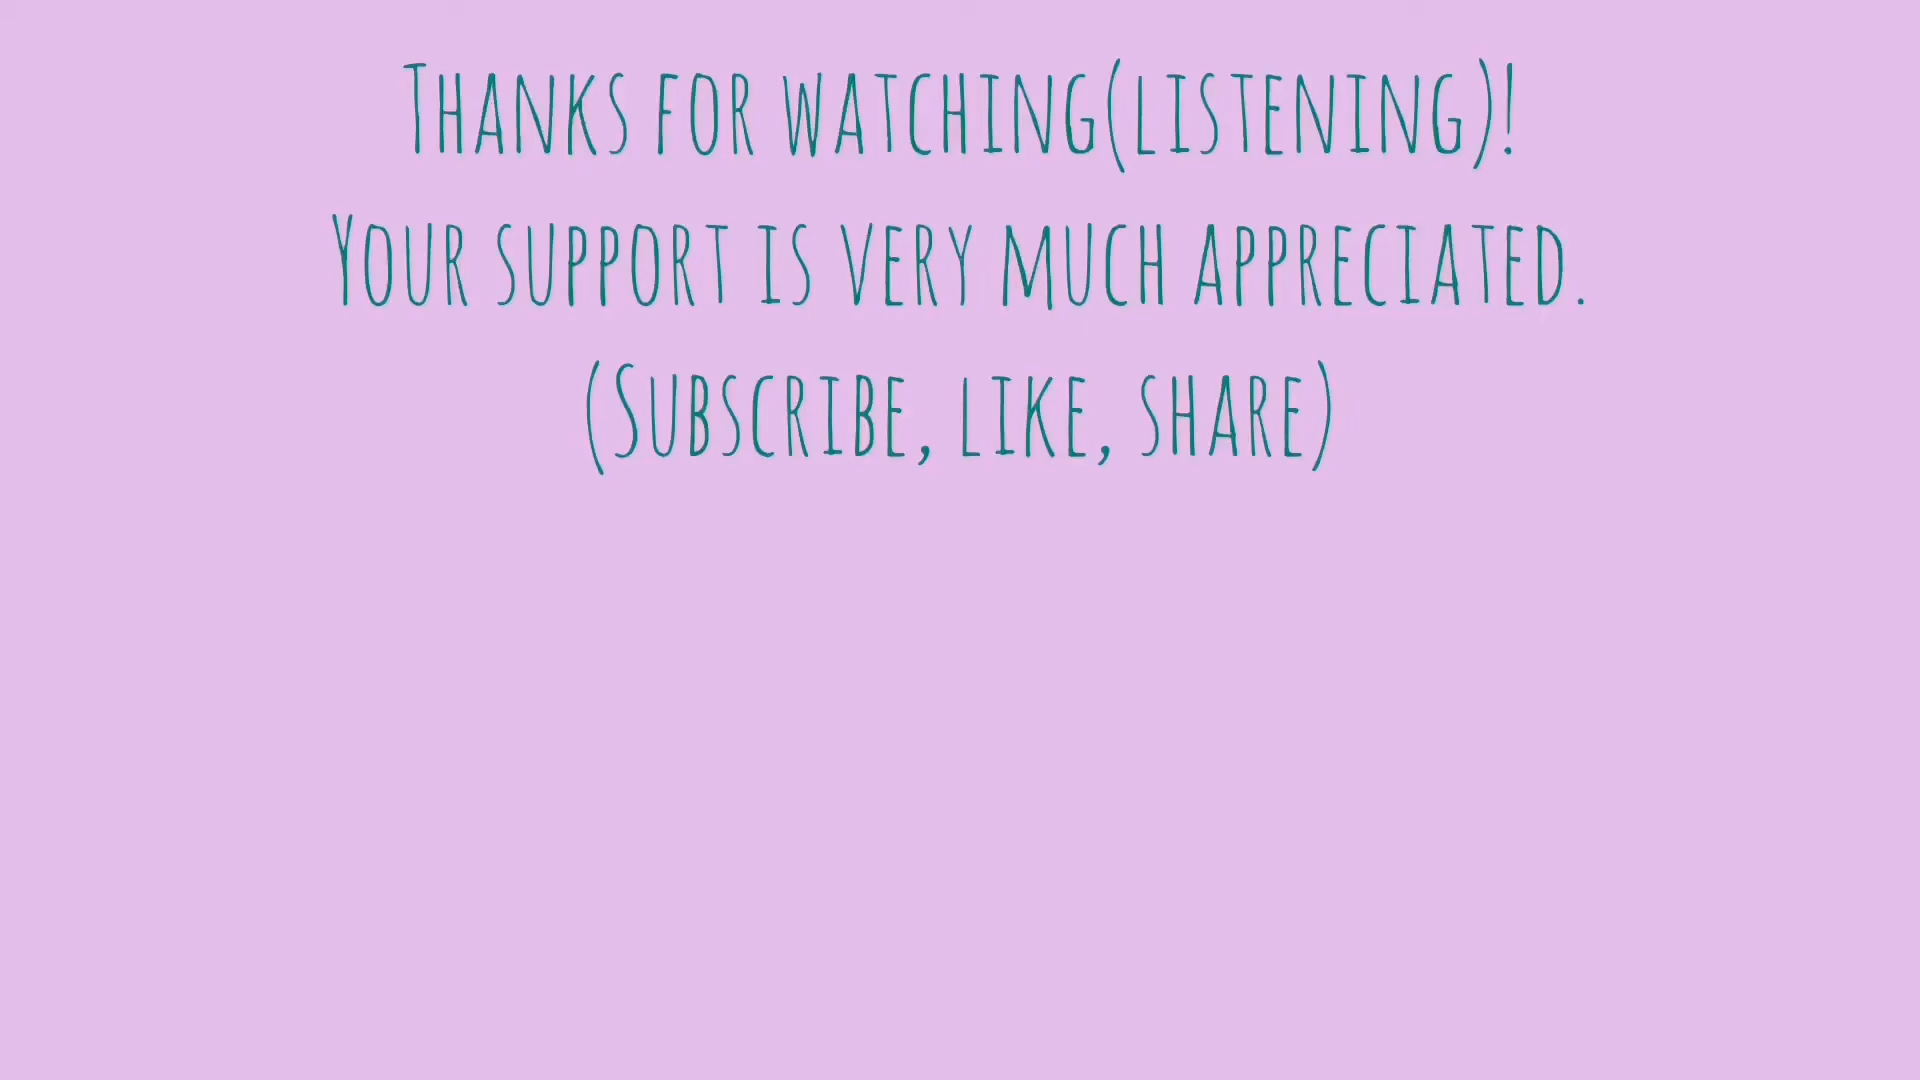 Thanks for watching(listening)!
Your support is very much appreciated.
(Subscribe, like, share)